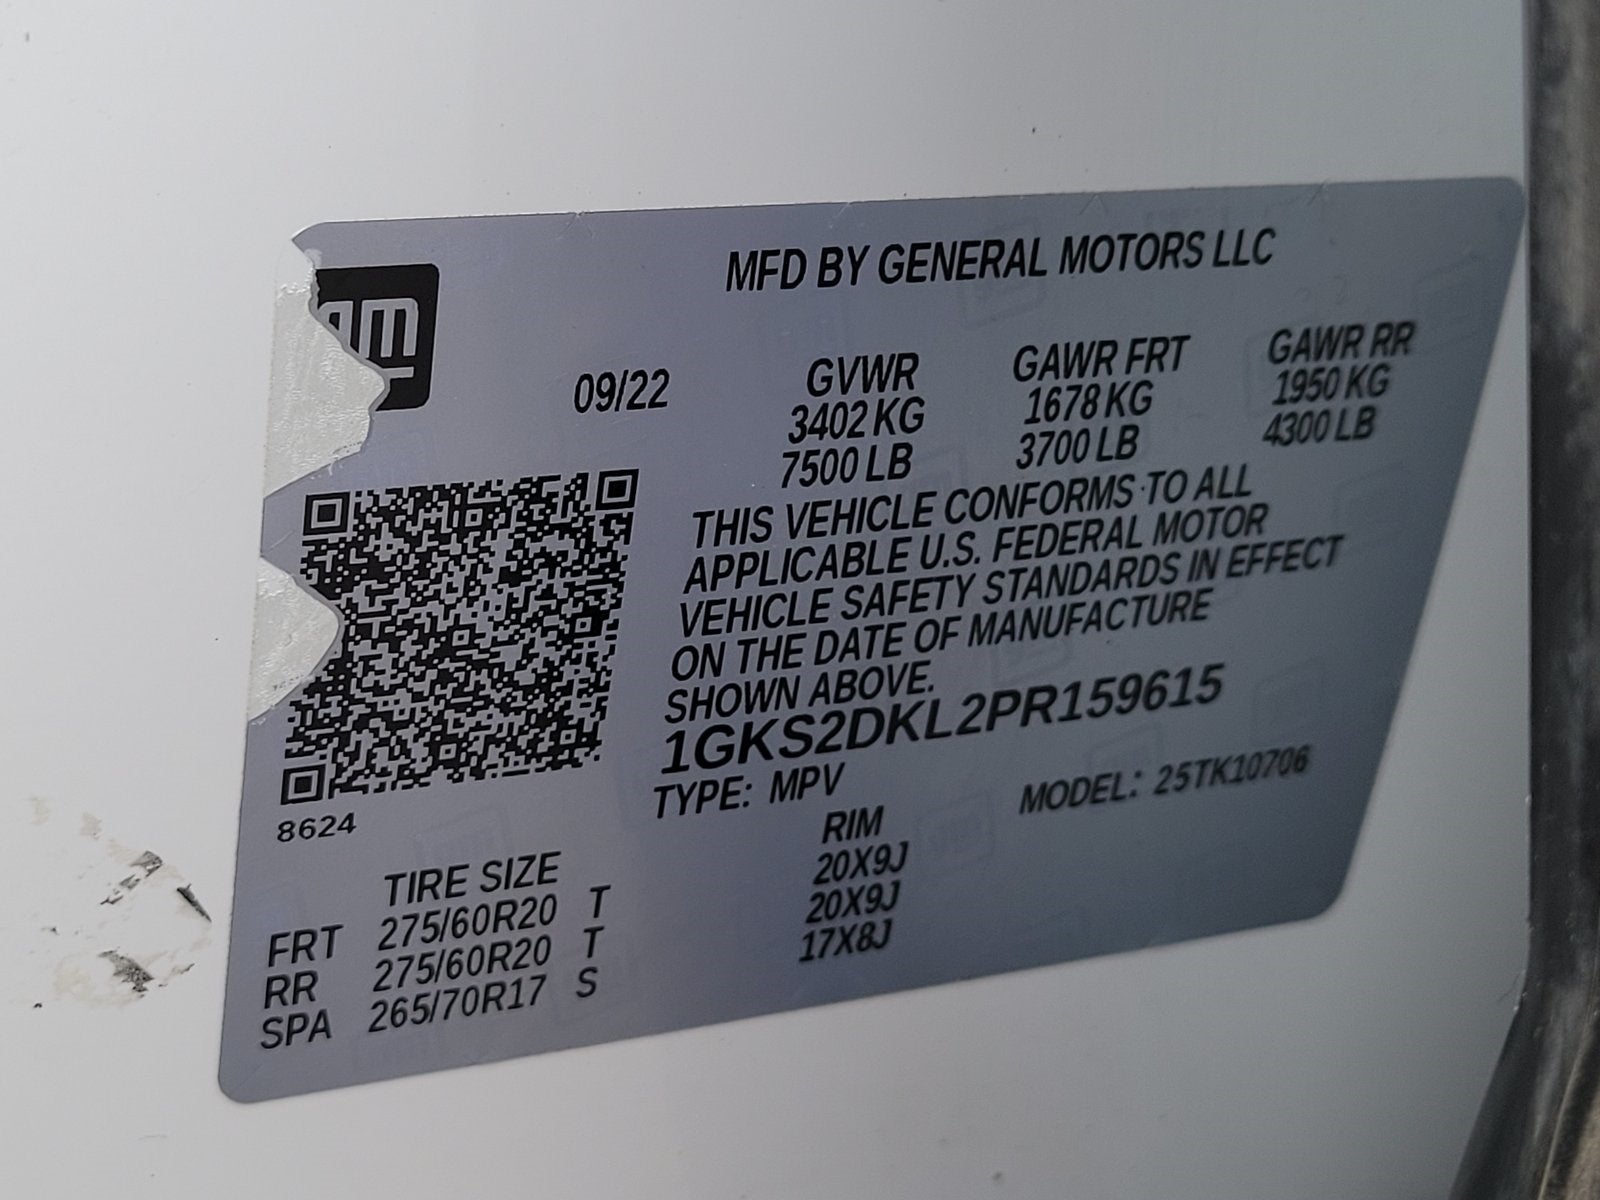 gm
MFD BY GENERAL MOTORS LLC
09/22
GVWR GAWR FRT GAWR RR
3402 KG 1678 KG 1950 KG
7500 LB 3700 LB 4300 LB
THIS VEHICLE CONFORMS TO ALL
APPLICABLE U.S. FEDERAL MOTOR
VEHICLE SAFETY STANDARDS IN EFFECT
ON THE DATE OF MANUFACTURE
SHOWN ABOVE.
1GKS2DKL2PR159615
TYPE: MPV MODEL: 25TK10706
8624
TIRE SIZE RIM
FRT 275/60R20 T 20X9J
RR 275/60R20 T 20X9J
SPA 265/70R17 S 17X8J